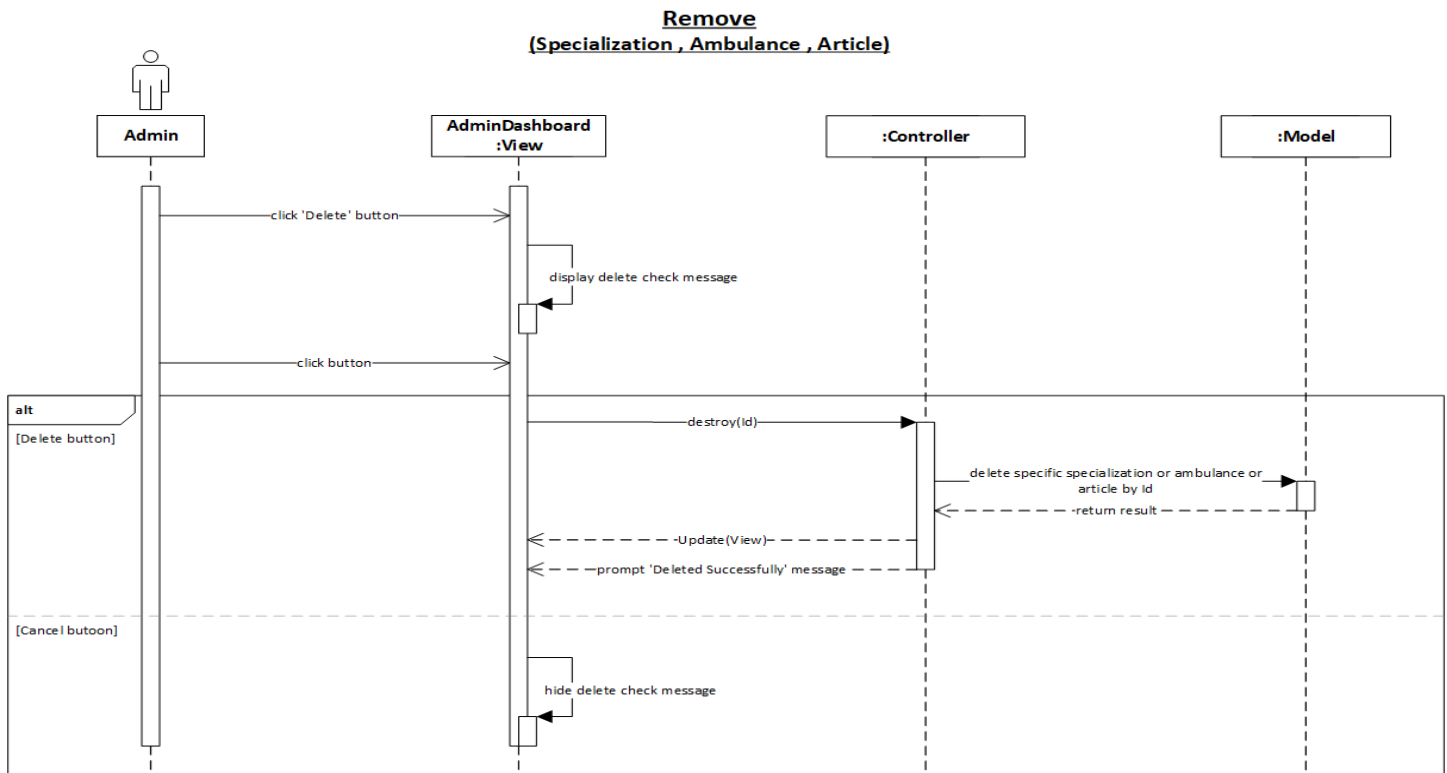 Remove
(Specialization , Ambulance , Article)
Admin
AdminDashboard
:View
:Controller
:Model
click 'Delete' button
display delete check message
click button
alt
[Delete button]
destroy(Id)
delete specific specialization or ambulance or
article by Id
return result
Update(View)
prompt 'Deleted Successfully' message
[Cancel butoon]
hide delete check message